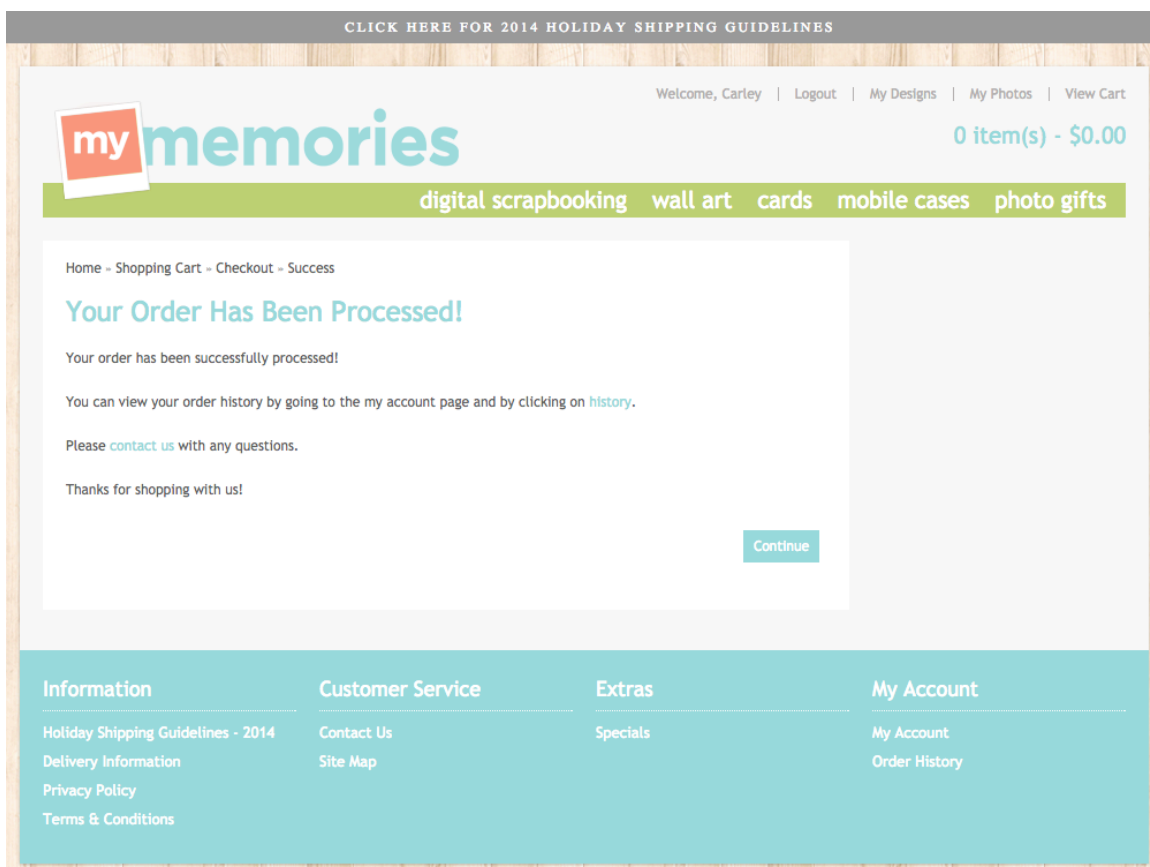 CLICK HERE FOR 2014 HOLIDAY SHIPPING GUIDELINES
Welcome, Carley | Logout | My Designs | My Photos | View Cart
my memories
0 item(s) - $0.00
digital scrapbooking wall art cards mobile cases photo gifts
Home » Shopping Cart » Checkout » Success
Your Order Has Been Processed!
Your order has been successfully processed!
You can view your order history by going to the my account page and by clicking on history.
Please contact us with any questions.
Thanks for shopping with us!
Continue
Information
Holiday Shipping Guidelines - 2014
Delivery Information
Privacy Policy
Terms & Conditions
Customer Service
Contact Us
Site Map
Extras
Specials
My Account
My Account
Order History